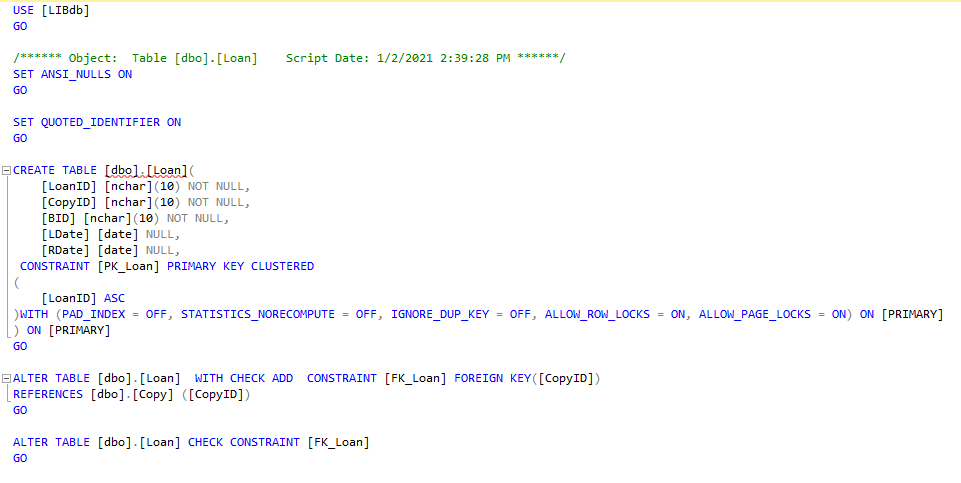 USE [LIBdb]
GO
/****** Object:  Table [dbo].[Loan]    Script Date: 1/2/2021 2:39:28 PM ******/
SET ANSI_NULLS ON
GO
SET QUOTED_IDENTIFIER ON
GO
CREATE TABLE [dbo].[Loan](
    [LoanID] [nchar](10) NOT NULL,
    [CopyID] [nchar](10) NOT NULL,
    [BID] [nchar](10) NOT NULL,
    [LDate] [date] NULL,
    [RDate] [date] NULL,
 CONSTRAINT [PK_Loan] PRIMARY KEY CLUSTERED
(
    [LoanID] ASC
)WITH (PAD_INDEX = OFF, STATISTICS_NORECOMPUTE = OFF, IGNORE_DUP_KEY = OFF, ALLOW_ROW_LOCKS = ON, ALLOW_PAGE_LOCKS = ON) ON [PRIMARY]
) ON [PRIMARY]
GO
ALTER TABLE [dbo].[Loan]  WITH CHECK ADD  CONSTRAINT [FK_Loan] FOREIGN KEY([CopyID])
REFERENCES [dbo].[Copy] ([CopyID])
GO
ALTER TABLE [dbo].[Loan] CHECK CONSTRAINT [FK_Loan]
GO